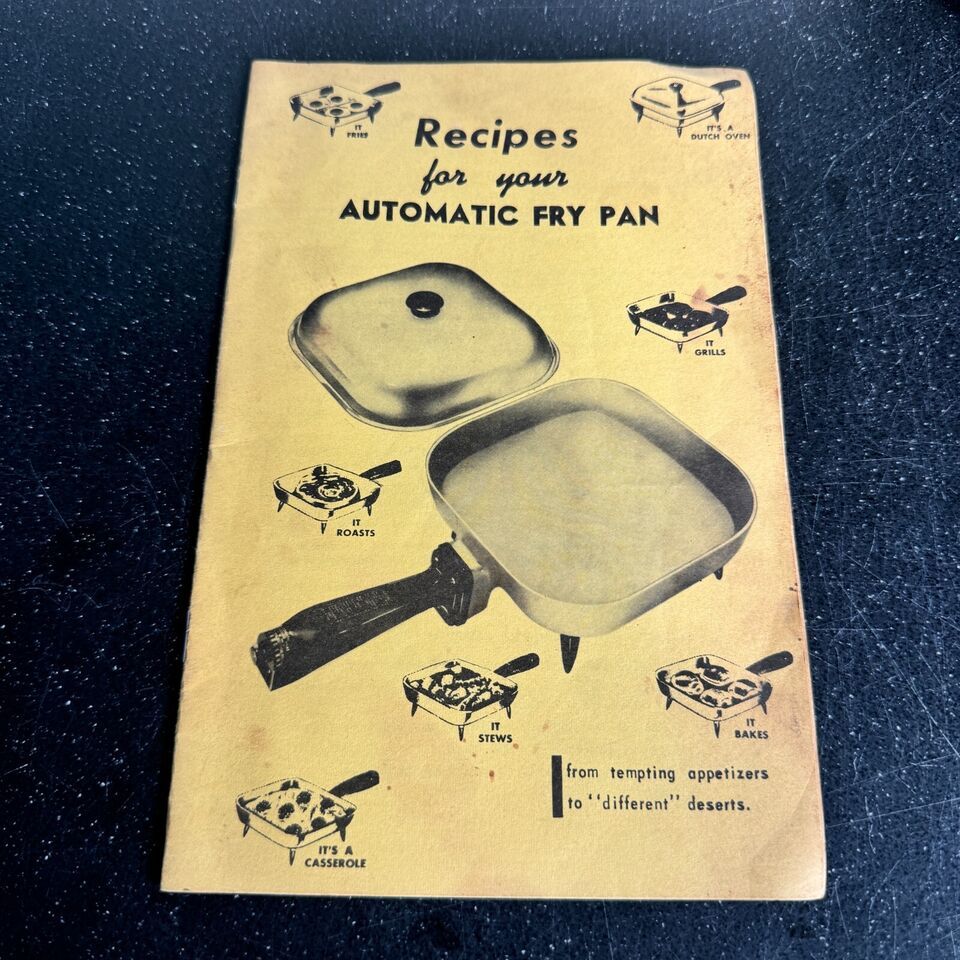 IT
FRIES
IT'S A
DUTCH OVEN
Recipes
for your
AUTOMATIC FRY PAN
IT
GRILLS
IT
ROASTS
IT
STEWS
IT
BAKES
from tempting appetizers
to "different" deserts.
IT'S A
CASSEROLE